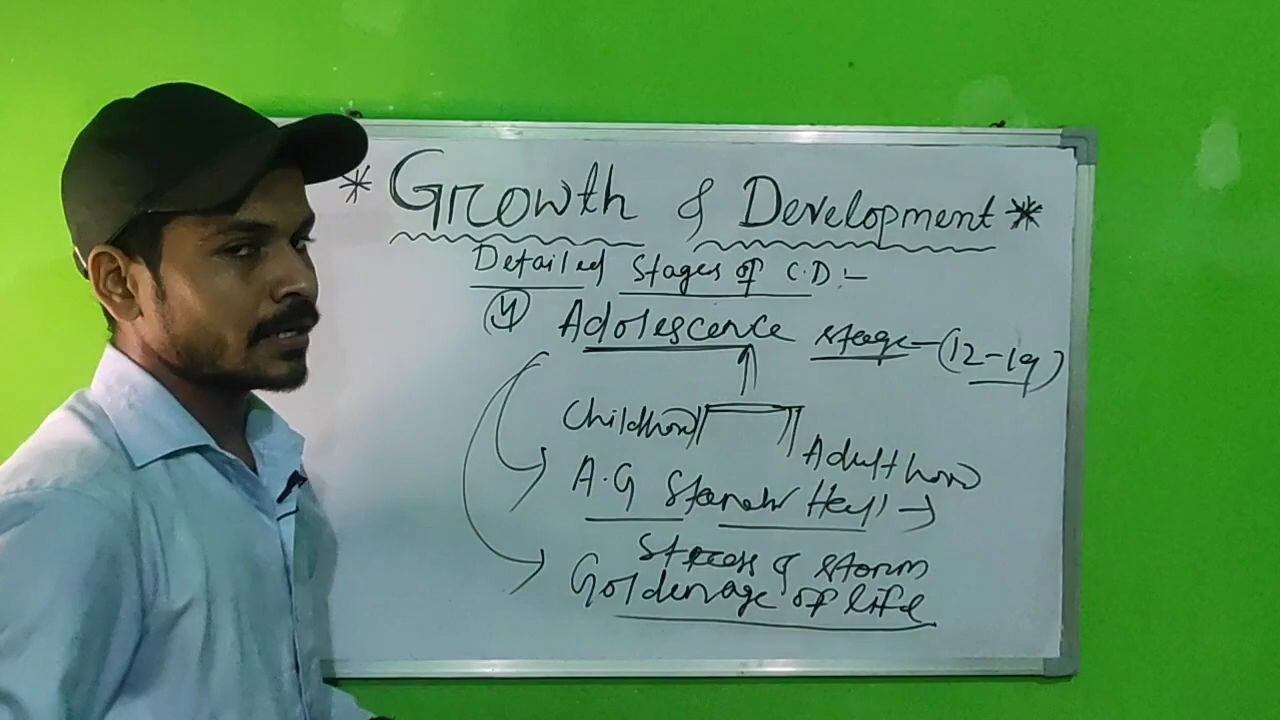 * Growth & Development *
Detailed Stages of C.D:-
④ Adolescence stage-(12-19)
Childhood
Adulthood
A.G Stanely Hall →
Stress & storm
Golden age of life